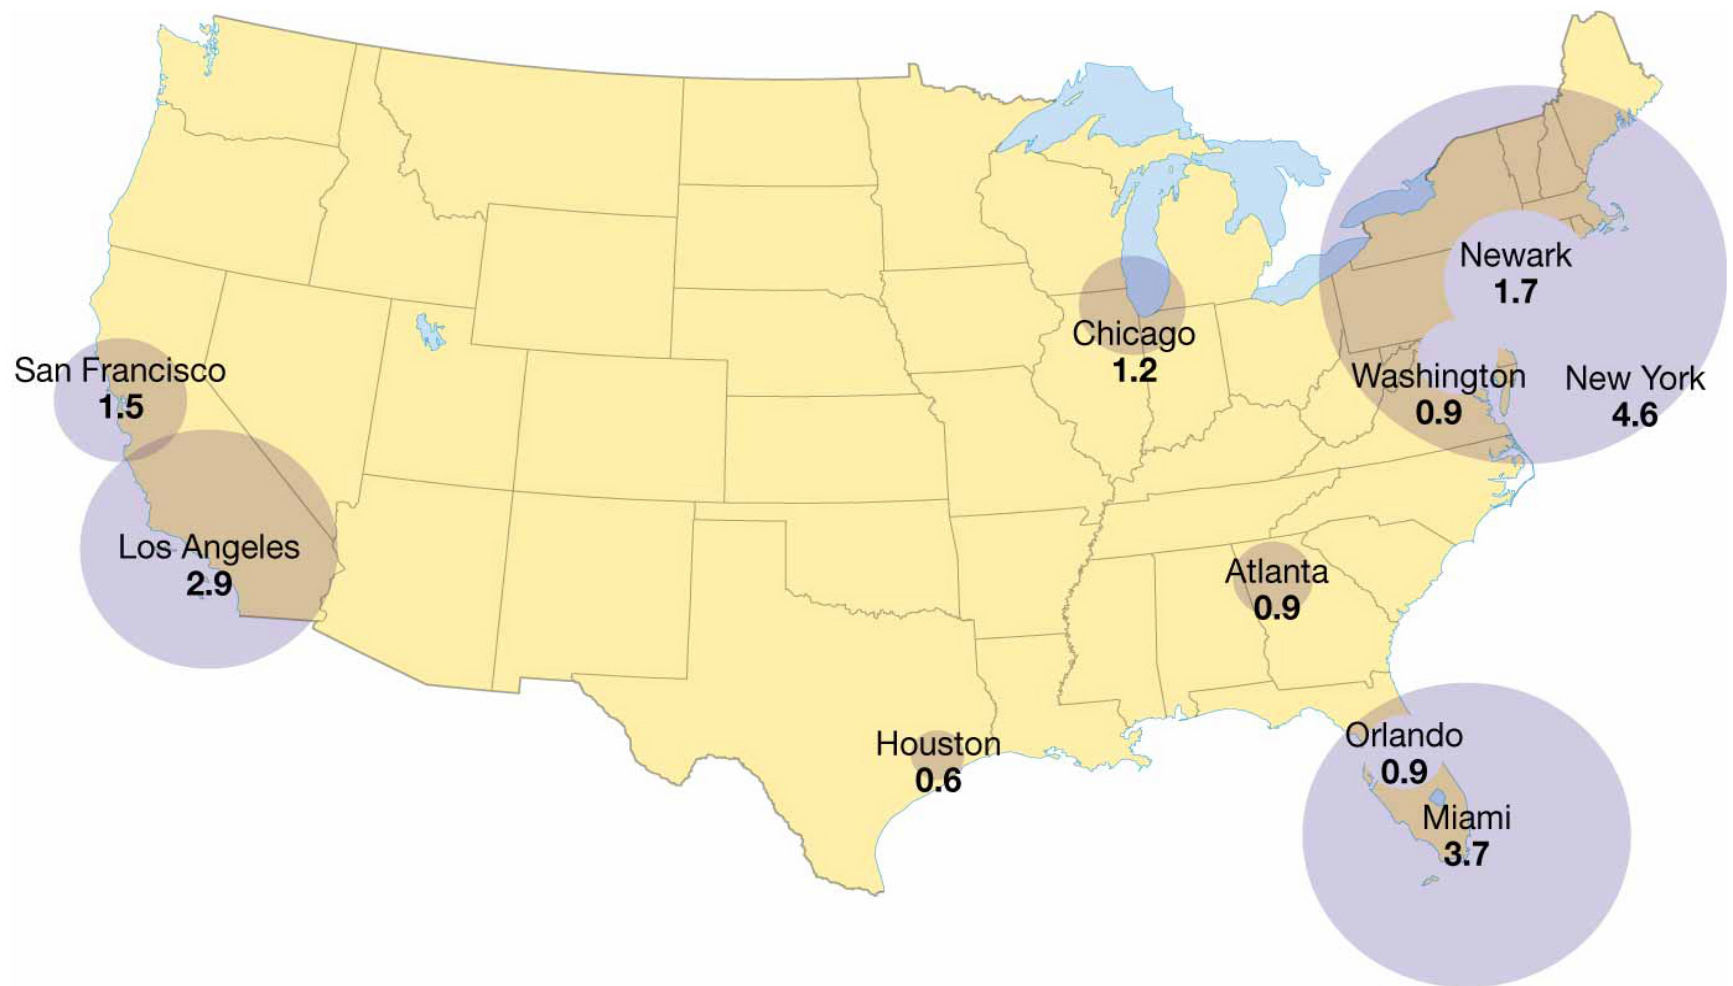 Newark
1.7
Chicago
1.2
San Francisco
1.5
Washington
0.9
New York
4.6
Los Angeles
2.9
Atlanta
0.9
Houston
0.6
Orlando
0.9
Miami
3.7